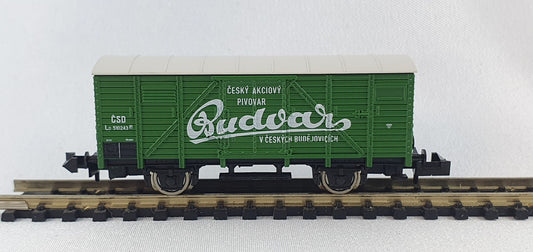 ČESKÝ AKCIOVÝ
PIVOVAR
Budvar
V ČESKÝCH BUDĚJOVICÍCH
ČSD